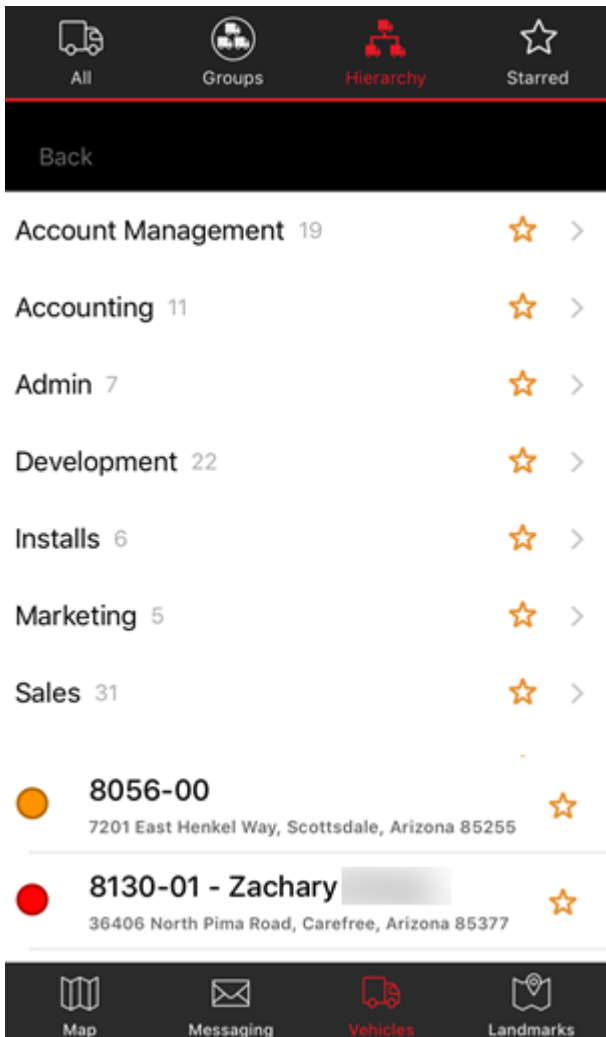 All Groups Hierarchy Starred
Back
Account Management 19
Accounting 11
Admin 7
Development 22
Installs 6
Marketing 5
Sales 31
8056-00
7201 East Henkel Way, Scottsdale, Arizona 85255
8130-01 - Zachary
36406 North Pima Road, Carefree, Arizona 85377
Map Messaging Vehicles Landmarks